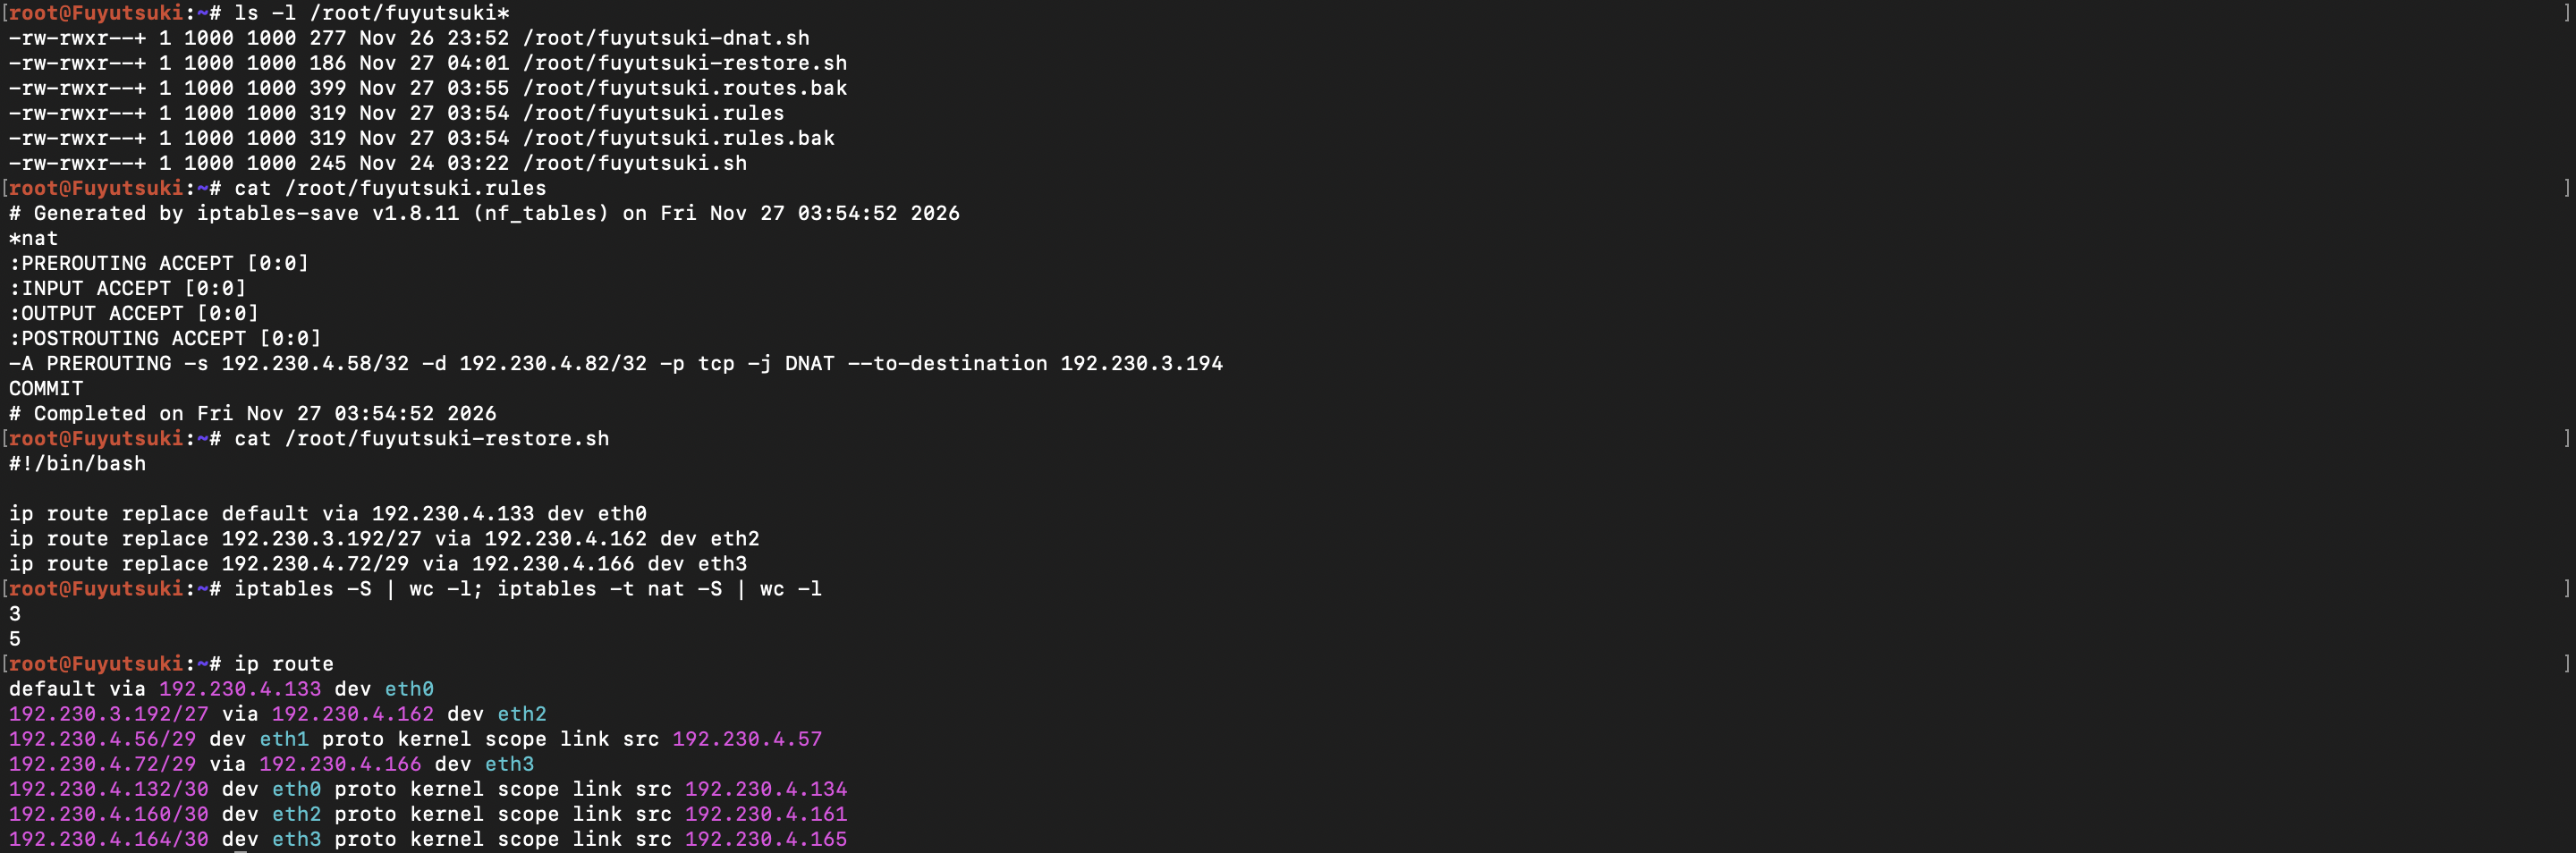 [root@Fuyutsuki:~# ls -l /root/fuyutsuki* ]
-rw-rwxr--+ 1 1000 1000 277 Nov 26 23:52 /root/fuyutsuki-dnat.sh
-rw-rwxr--+ 1 1000 1000 186 Nov 27 04:01 /root/fuyutsuki-restore.sh
-rw-rwxr--+ 1 1000 1000 399 Nov 27 03:55 /root/fuyutsuki.routes.bak
-rw-rwxr--+ 1 1000 1000 319 Nov 27 03:54 /root/fuyutsuki.rules
-rw-rwxr--+ 1 1000 1000 319 Nov 27 03:54 /root/fuyutsuki.rules.bak
-rw-rwxr--+ 1 1000 1000 245 Nov 24 03:22 /root/fuyutsuki.sh
[root@Fuyutsuki:~# cat /root/fuyutsuki.rules ]
# Generated by iptables-save v1.8.11 (nf_tables) on Fri Nov 27 03:54:52 2026
*nat
:PREROUTING ACCEPT [0:0]
:INPUT ACCEPT [0:0]
:OUTPUT ACCEPT [0:0]
:POSTROUTING ACCEPT [0:0]
-A PREROUTING -s 192.230.4.58/32 -d 192.230.4.82/32 -p tcp -j DNAT --to-destination 192.230.3.194
COMMIT
# Completed on Fri Nov 27 03:54:52 2026
[root@Fuyutsuki:~# cat /root/fuyutsuki-restore.sh ]
#!/bin/bash

ip route replace default via 192.230.4.133 dev eth0
ip route replace 192.230.3.192/27 via 192.230.4.162 dev eth2
ip route replace 192.230.4.72/29 via 192.230.4.166 dev eth3
[root@Fuyutsuki:~# iptables -S | wc -l; iptables -t nat -S | wc -l ]
3
5
[root@Fuyutsuki:~# ip route ]
default via 192.230.4.133 dev eth0
192.230.3.192/27 via 192.230.4.162 dev eth2
192.230.4.56/29 dev eth1 proto kernel scope link src 192.230.4.57
192.230.4.72/29 via 192.230.4.166 dev eth3
192.230.4.132/30 dev eth0 proto kernel scope link src 192.230.4.134
192.230.4.160/30 dev eth2 proto kernel scope link src 192.230.4.161
192.230.4.164/30 dev eth3 proto kernel scope link src 192.230.4.165